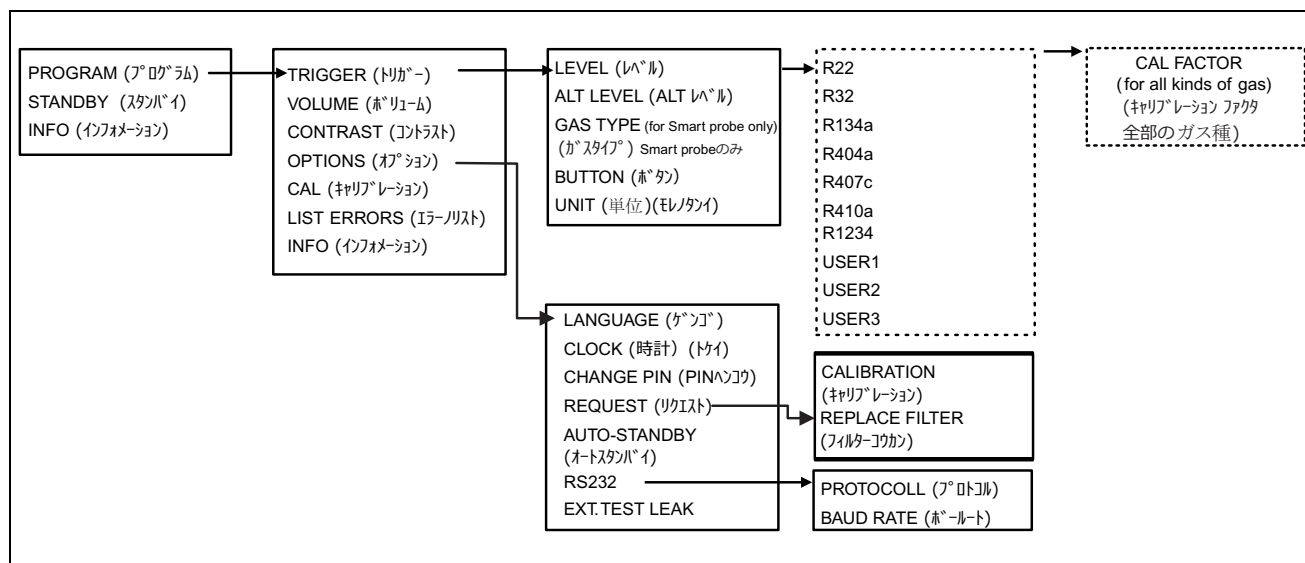 PROGRAM (ﾌﾟﾛｸﾞﾗﾑ)
STANDBY (ｽﾀﾝﾊﾞｲ)
INFO (ｲﾝﾌｫﾒｰｼｮﾝ)
TRIGGER (ﾄﾘｶﾞｰ)
VOLUME (ﾎﾞﾘｭｰﾑ)
CONTRAST (ｺﾝﾄﾗｽﾄ)
OPTIONS (ｵﾌﾟｼｮﾝ)
CAL (ｷｬﾘﾌﾞﾚｰｼｮﾝ)
LIST ERRORS (ｴﾗｰﾉﾘｽﾄ)
INFO (ｲﾝﾌｫﾒｰｼｮﾝ)
LEVEL (ﾚﾍﾞﾙ)
ALT LEVEL (ALT ﾚﾍﾞﾙ)
GAS TYPE (for Smart probe only)
(ｶﾞｽﾀｲﾌﾟ) Smart probeのみ
BUTTON (ﾎﾞﾀﾝ)
UNIT (単位)(ﾓﾚﾉﾀﾝｲ)
R22
R32
R134a
R404a
R407c
R410a
R1234
USER1
USER2
USER3
CAL FACTOR
(for all kinds of gas)
(ｷｬﾘﾌﾞﾚｰｼｮﾝ ﾌｧｸﾀ
全部のガス種)
LANGUAGE (ｹﾞﾝｺﾞ)
CLOCK (時計) (ﾄｹｲ)
CHANGE PIN (PINﾍﾝｺｳ)
REQUEST (ﾘｸｴｽﾄ)
AUTO-STANDBY
(ｵｰﾄｽﾀﾝﾊﾞｲ)
RS232
EXT.TEST LEAK
CALIBRATION
(ｷｬﾘﾌﾞﾚｰｼｮﾝ)
REPLACE FILTER
(ﾌｨﾙﾀｰｺｳｶﾝ)
PROTOCOLL (ﾌﾟﾛﾄｺﾙ)
BAUD RATE (ﾎﾞｰﾙｰﾄ)